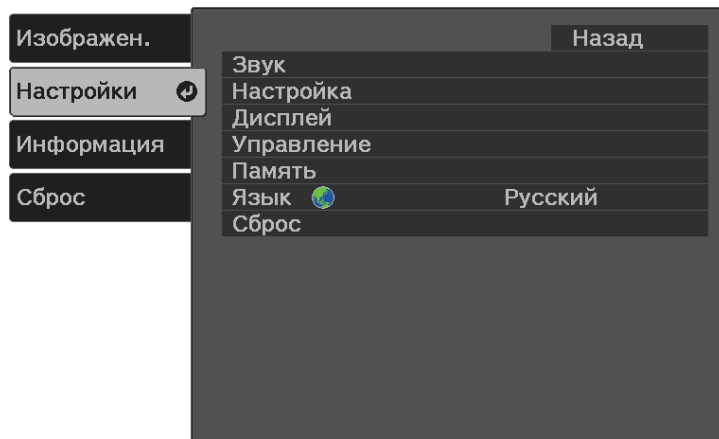 Изображен.
Настройки
Информация
Сброс
Назад
Звук
Настройка
Дисплей
Управление
Память
Язык Русский
Сброс